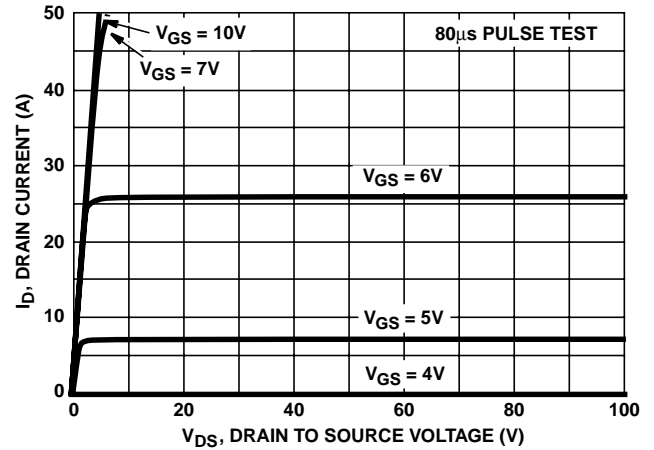 50
40
30
20
10
0
I_D, DRAIN CURRENT (A)
V_GS = 10V
V_GS = 7V
80μs PULSE TEST
V_GS = 6V
V_GS = 5V
V_GS = 4V
0
20
40
60
80
100
V_DS, DRAIN TO SOURCE VOLTAGE (V)